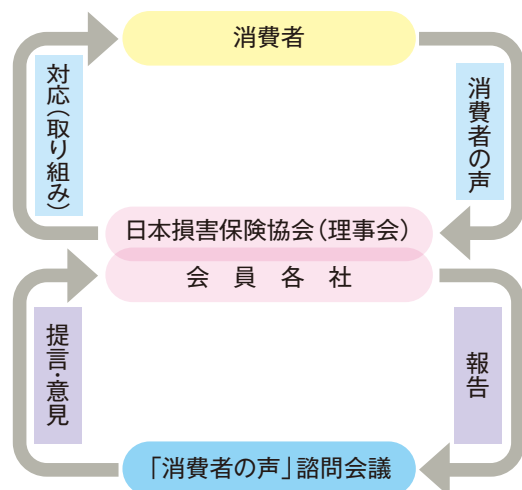 消費者
対応(取り組み)
消費者の声
日本損害保険協会(理事会)
会員各社
提言・意見
報告
「消費者の声」諮問会議